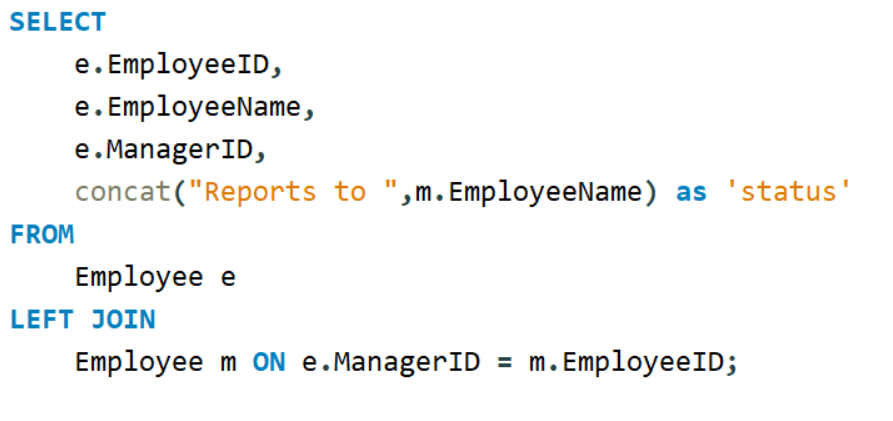 SELECT
    e.EmployeeID,
    e.EmployeeName,
    e.ManagerID,
    concat("Reports to ",m.EmployeeName) as 'status'
FROM
    Employee e
LEFT JOIN
    Employee m ON e.ManagerID = m.EmployeeID;